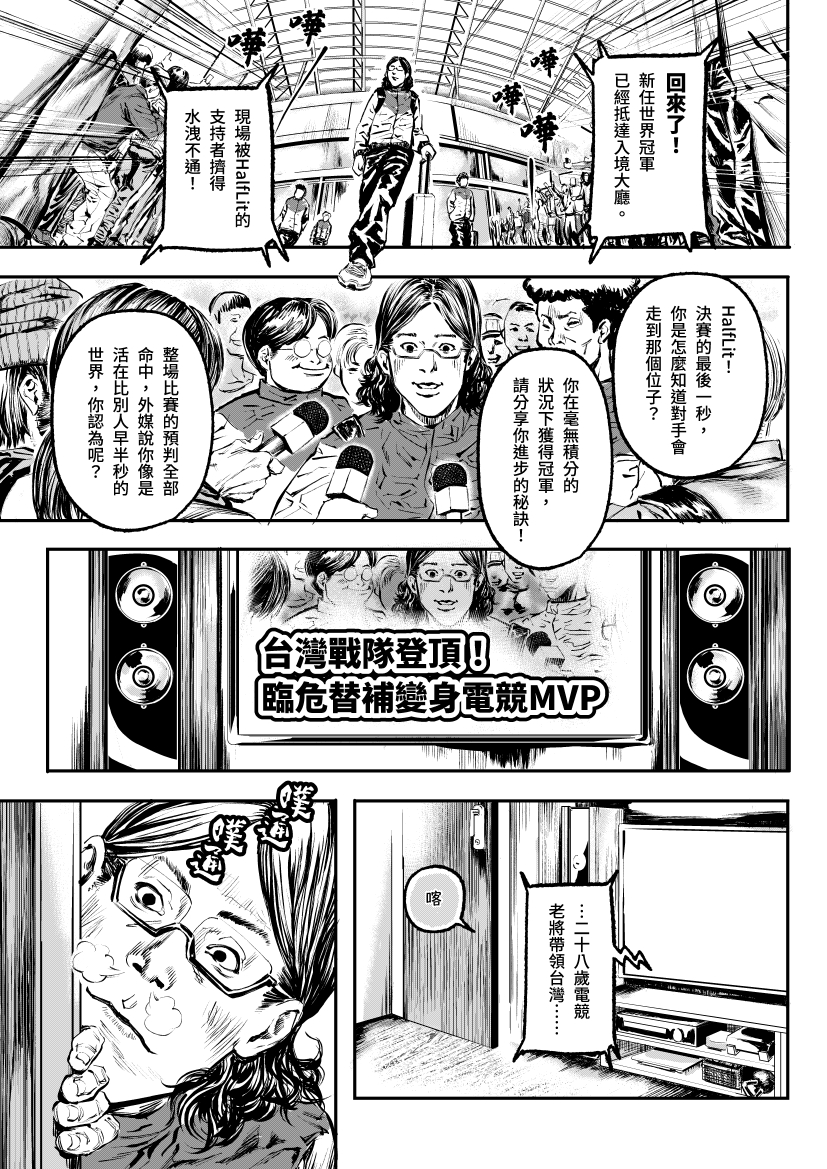 回來了！
新任世界冠軍
已經抵達入境大廳。
嘩
嘩
嘩
嘩
嘩
現場被HalfLit的
支持者擠得
水洩不通！
HalfLit！
決賽的最後一秒，
你是怎麼知道對手會
走到那個位子？
你在毫無積分的
狀況下獲得冠軍，
請分享你進步的秘訣！
整場比賽的預判全部
命中，外媒說你像是
活在比別人早半秒的
世界，你認為呢？
台灣戰隊登頂！
臨危替補變身電競MVP
…二十八歲電競
老將帶領台灣……
喀
噗通
噗通